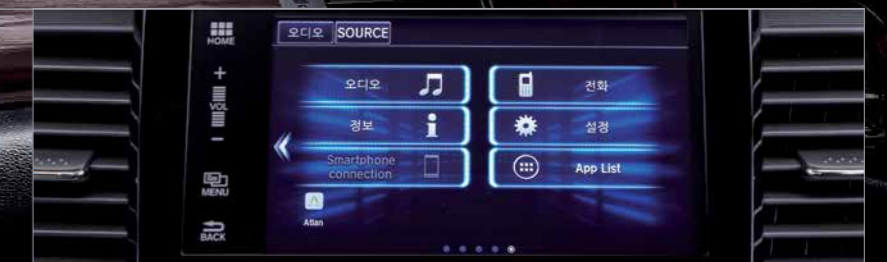 HOME
오디오 SOURCE
+
VOL
-
오디오
전화
정보
설정
Smartphone connection
App List
MENU
Atlan
BACK